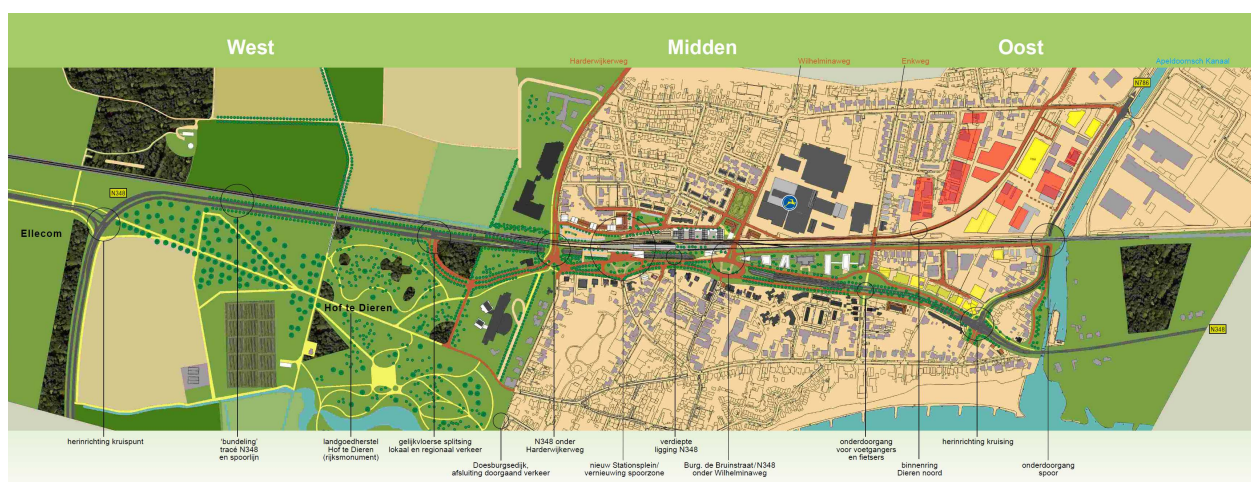 West
Midden
Oost
Harderwijkerweg
Wilhelminaweg
Enkweg
Apeldoornsch Kanaal
N786
N348
Ellecom
Hof te Dieren
N348
herinrichting kruispunt
'bundeling'
tracé N348
en spoorlijn
landgoedherstel
Hof te Dieren
(rijksmonument)
gelijkvloerse splitsing
lokaal en regionaal verkeer
Doesburgsedijk,
afsluiting doorgaand verkeer
N348 onder
Harderwijkerweg
nieuw Stationsplein/
vernieuwing spoorzone
verdiepte
ligging N348
Burg. de Bruinstraat/N348
onder Wilhelminaweg
onderdoorgang
voor voetgangers
en fietsers
binnenring
Dieren noord
herinrichting kruising
onderdoorgang
spoor